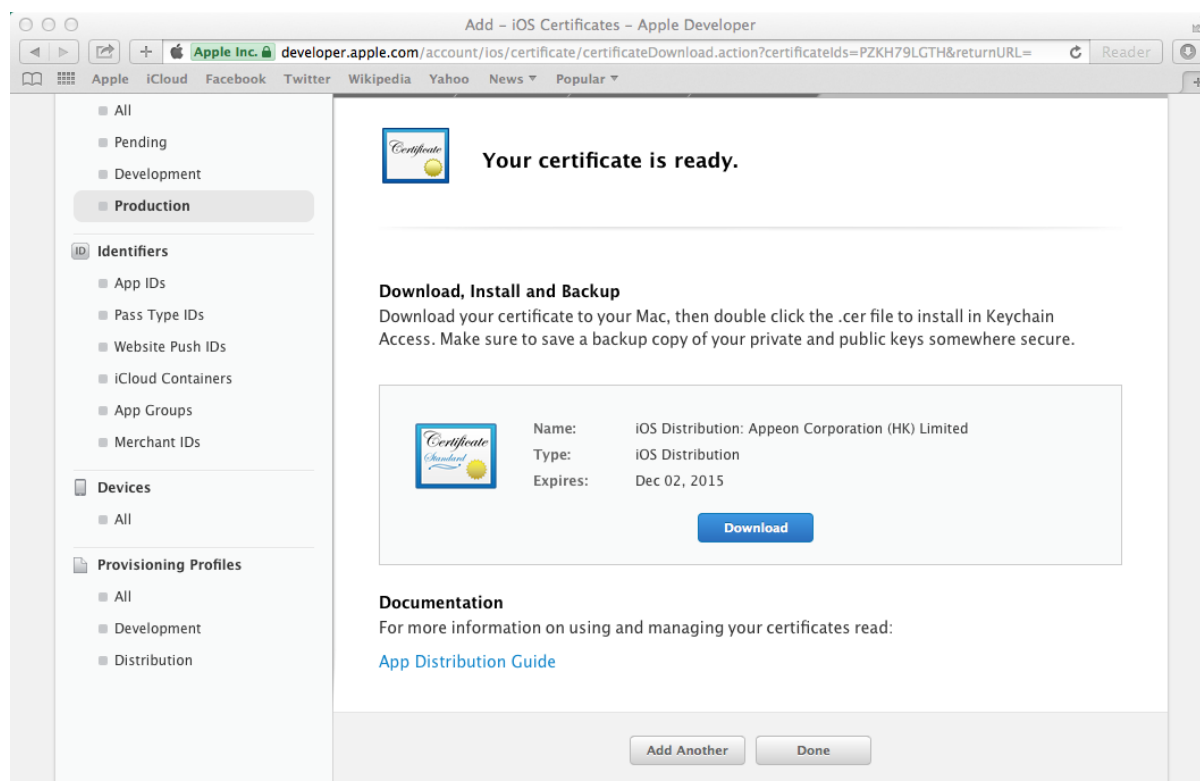 Add – iOS Certificates – Apple Developer
Apple Inc. developer.apple.com/account/ios/certificate/certificateDownload.action?certificateIds=PZKH79LGTH&returnURL= Reader
Apple iCloud Facebook Twitter Wikipedia Yahoo News Popular
All
Pending
Development
Production
ID Identifiers
App IDs
Pass Type IDs
Website Push IDs
iCloud Containers
App Groups
Merchant IDs
Devices
All
Provisioning Profiles
All
Development
Distribution
Certificate
Your certificate is ready.
Download, Install and Backup
Download your certificate to your Mac, then double click the .cer file to install in Keychain
Access. Make sure to save a backup copy of your private and public keys somewhere secure.
Certificate
Standard
Name: iOS Distribution: Appeon Corporation (HK) Limited
Type: iOS Distribution
Expires: Dec 02, 2015
Download
Documentation
For more information on using and managing your certificates read:
App Distribution Guide
Add Another Done